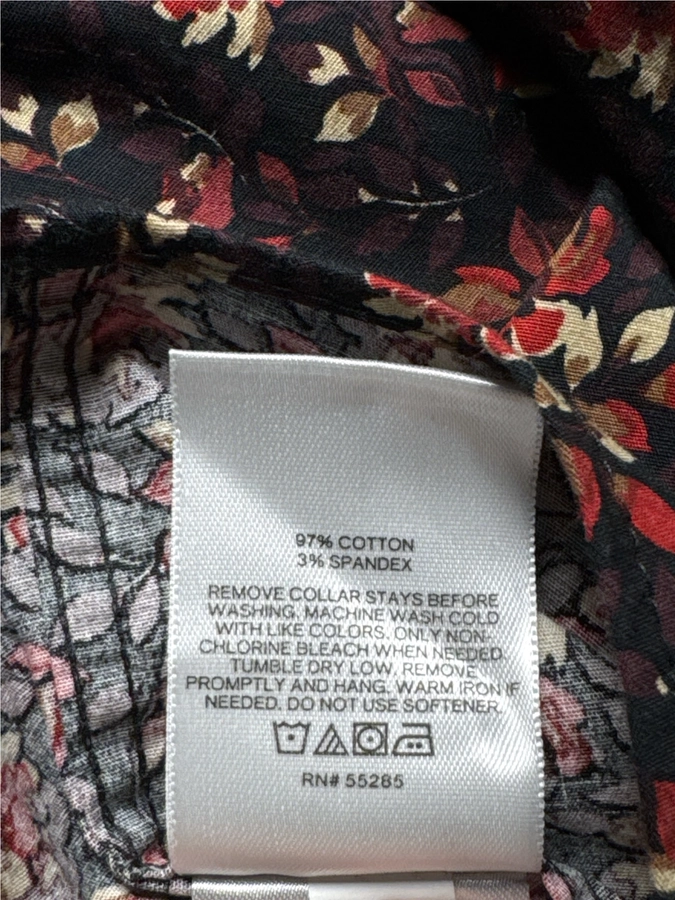 97% COTTON
3% SPANDEX
REMOVE COLLAR STAYS BEFORE
WASHING. MACHINE WASH COLD
WITH LIKE COLORS. ONLY NON-
CHLORINE BLEACH WHEN NEEDED.
TUMBLE DRY LOW. REMOVE
PROMPTLY AND HANG. WARM IRON IF
NEEDED. DO NOT USE SOFTENER.
RN# 55285